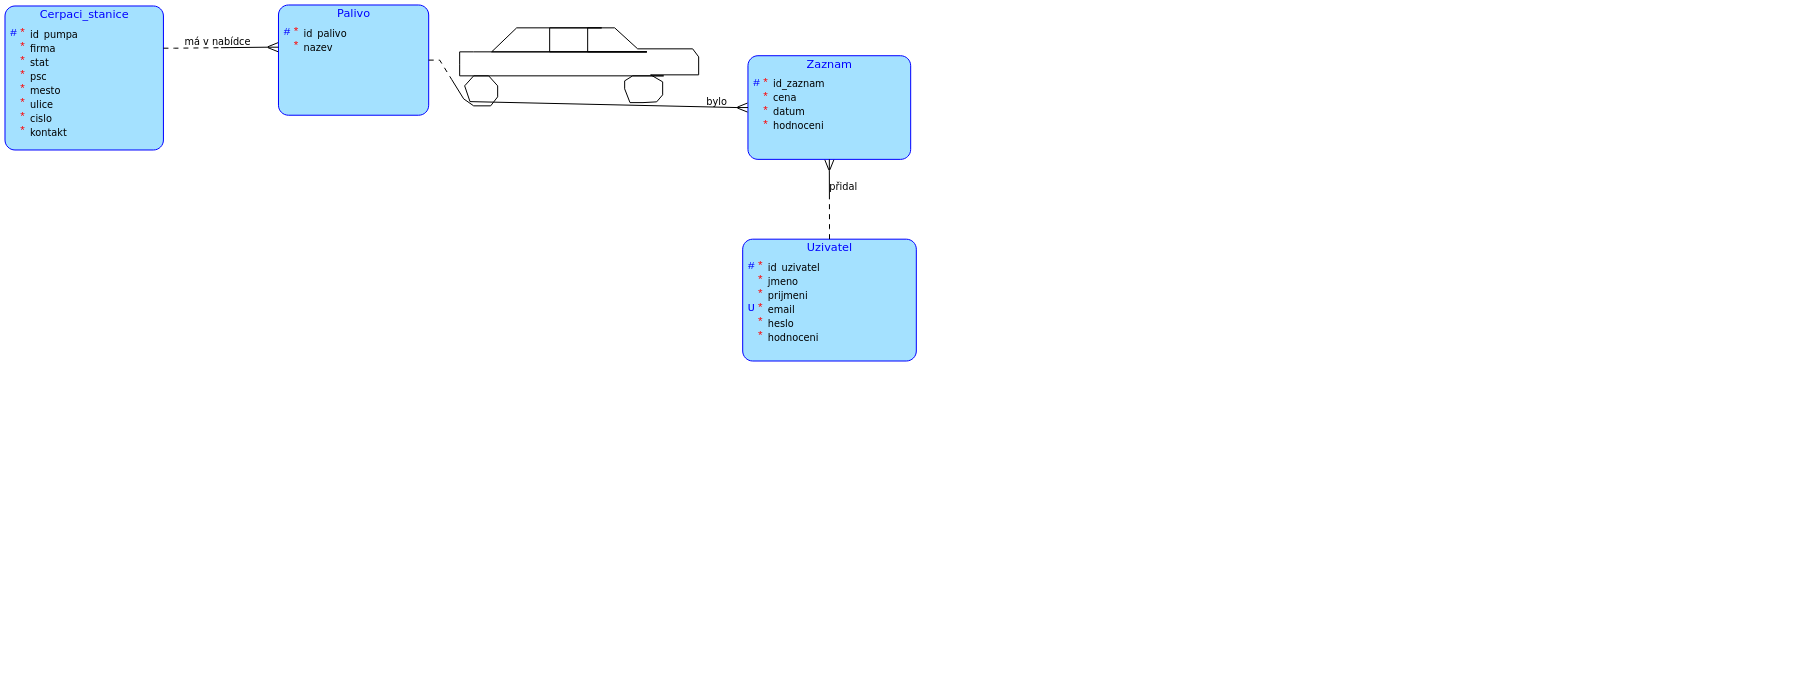 Cerpaci_stanice
# * id_pumpa
* firma
* stat
* psc
* mesto
* ulice
* cislo
* kontakt
má v nabídce
Palivo
# * id_palivo
* nazev
bylo
Zaznam
# * id_zaznam
* cena
* datum
* hodnoceni
přidal
Uzivatel
# * id_uzivatel
* jmeno
* prijmeni
U * email
* heslo
* hodnoceni